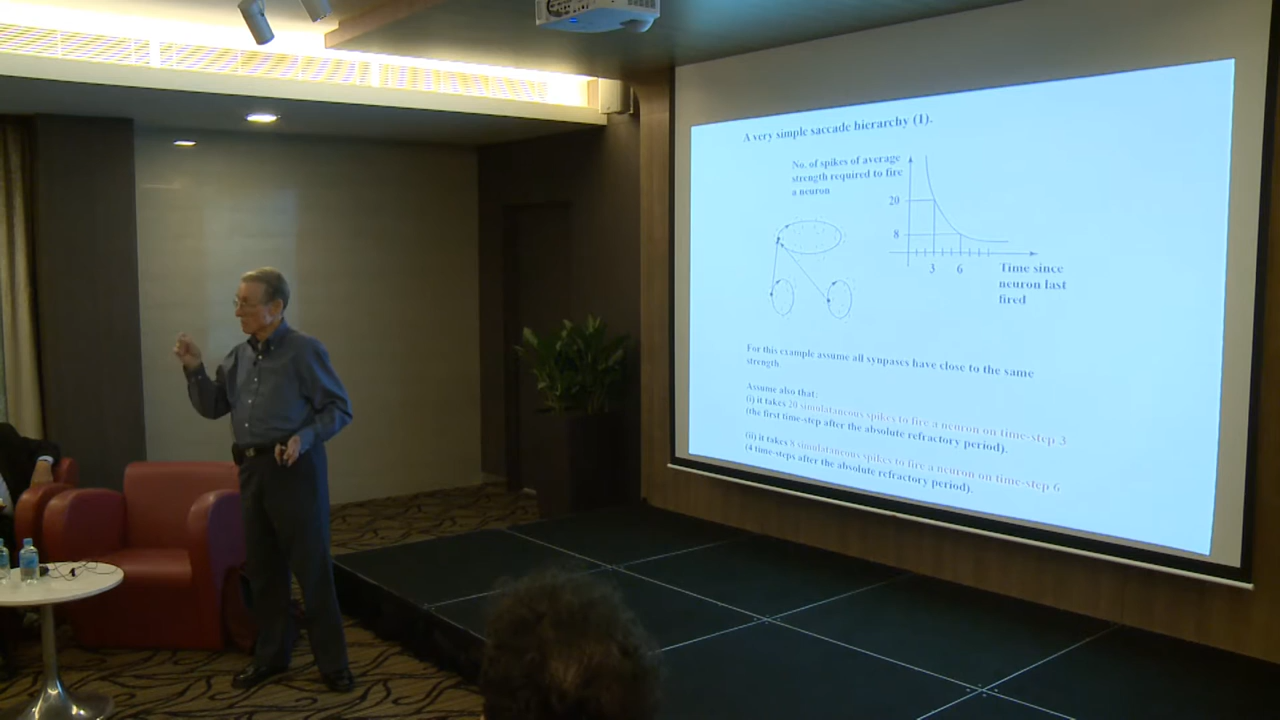 A very simple saccade hierarchy (1).
No. of spikes of average
strength required to fire
a neuron
20
8
3 6
Time since
neuron last
fired
For this example assume all synpases have close to the same
strength.
Assume also that:
(i) it takes 20 simulataneous spikes to fire a neuron on time-step 3
(the first time-step after the absolute refractory period).
(ii) it takes 8 simulataneous spikes to fire a neuron on time-step 6
(4 time-steps after the absolute refractory period).